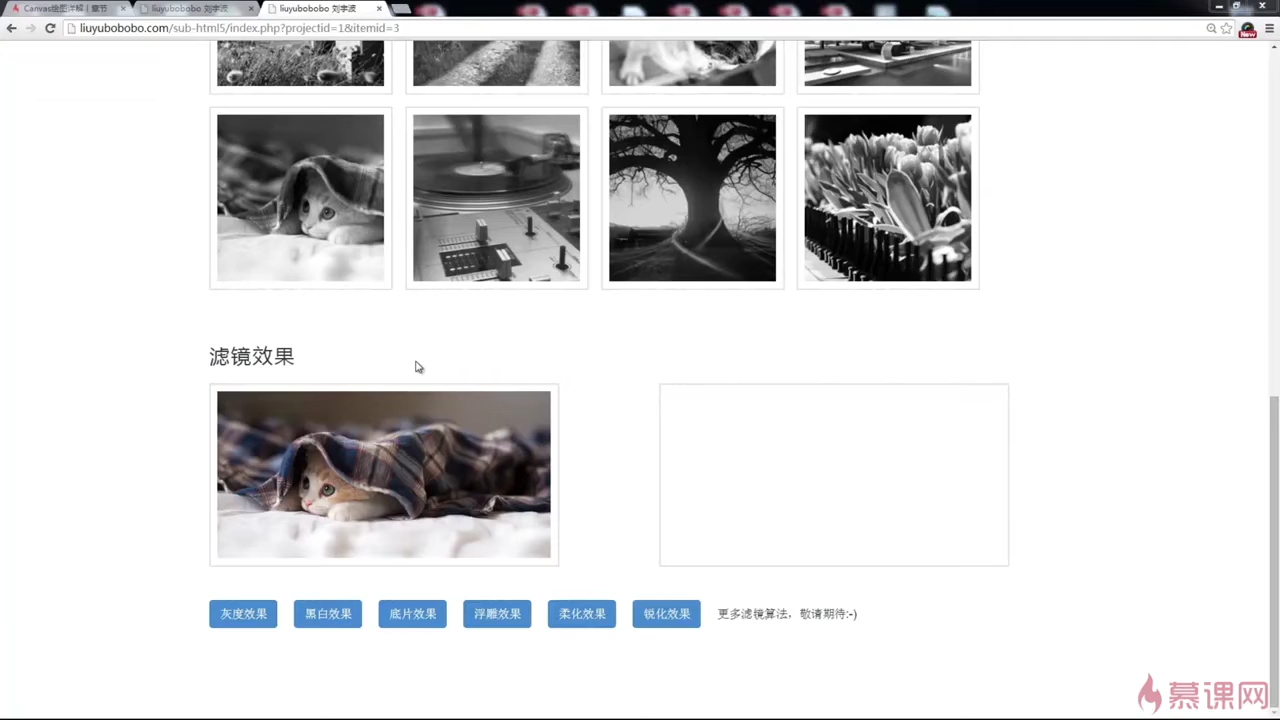 Canvas绘图详解 | 章节
liuyubobobo 刘宇波
liuyubobobo 刘宇波
liuyubobobo.com/sub-html5/index.php?projectid=1&itemid=3
New
滤镜效果
灰度效果
黑白效果
底片效果
浮雕效果
柔化效果
锐化效果
更多滤镜算法，敬请期待:-)
慕课网